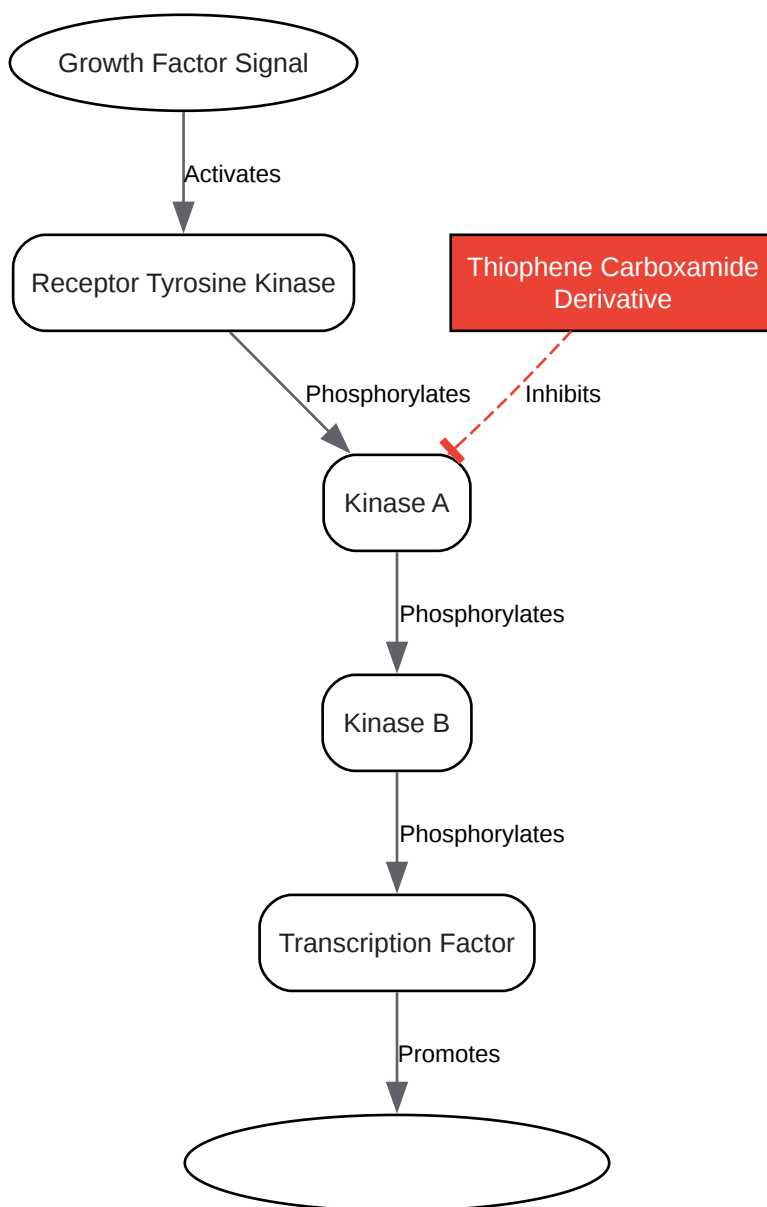 Growth Factor Signal
Activates
Receptor Tyrosine Kinase
Thiophene Carboxamide
Derivative
Phosphorylates
Inhibits
Kinase A
Phosphorylates
Kinase B
Phosphorylates
Transcription Factor
Promotes